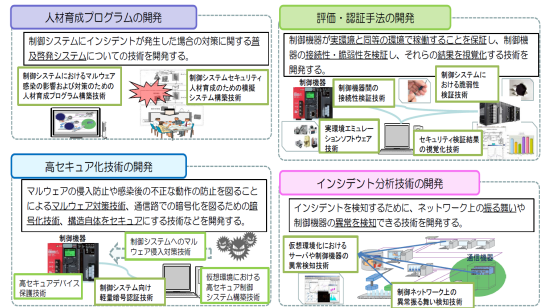 人材育成プログラムの開発
制御システムにインシデントが発生した場合の対策に関する普
及啓発システムについての技術を開発する。
制御システムにおけるマルウェア
感染の影響および対策のための
人材育成プログラム構築技術
制御システムセキュリティ
人材育成のための模擬
システム構築技術
評価・認証手法の開発
制御機器が実環境と同等の環境で稼働することを保証し、制御機
器の接続性・脆弱性を検証し、それらの結果を視覚化する技術を
開発する。
制御機器
制御機器間の
接続性検証技術
制御システムに
おける脆弱性
検証技術
実環境エミュレー
ションソフトウェア
技術
セキュリティ検証結果
の視覚化技術
高セキュア化技術の開発
マルウェアの侵入防止や感染後の不正な動作の防止を図ること
によるマルウェア対策技術、通信路での暗号化を図るための暗
号化技術、構造自体をセキュアにする技術などを開発する。
制御機器
制御システムへのマル
ウェア侵入対策技術
高セキュアデバイス
保護技術
制御システム向け
軽量暗号認証技術
仮想環境における
高セキュア制御
システム構築技術
インシデント分析技術の開発
インシデントを検知するために、ネットワーク上の振る舞いや
制御機器の異常を検知できる技術を開発する。
仮想環境化における
サーバや制御機器の
異常検知技術
通信機器
制御ネットワーク上の
異常振る舞い検知技術